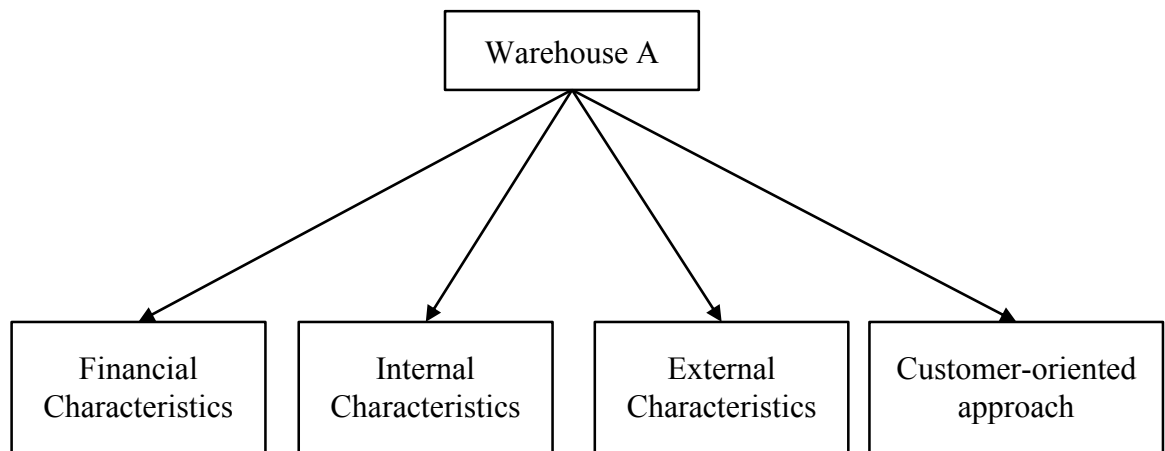 Warehouse A
Financial
Characteristics
Internal
Characteristics
External
Characteristics
Customer-oriented
approach